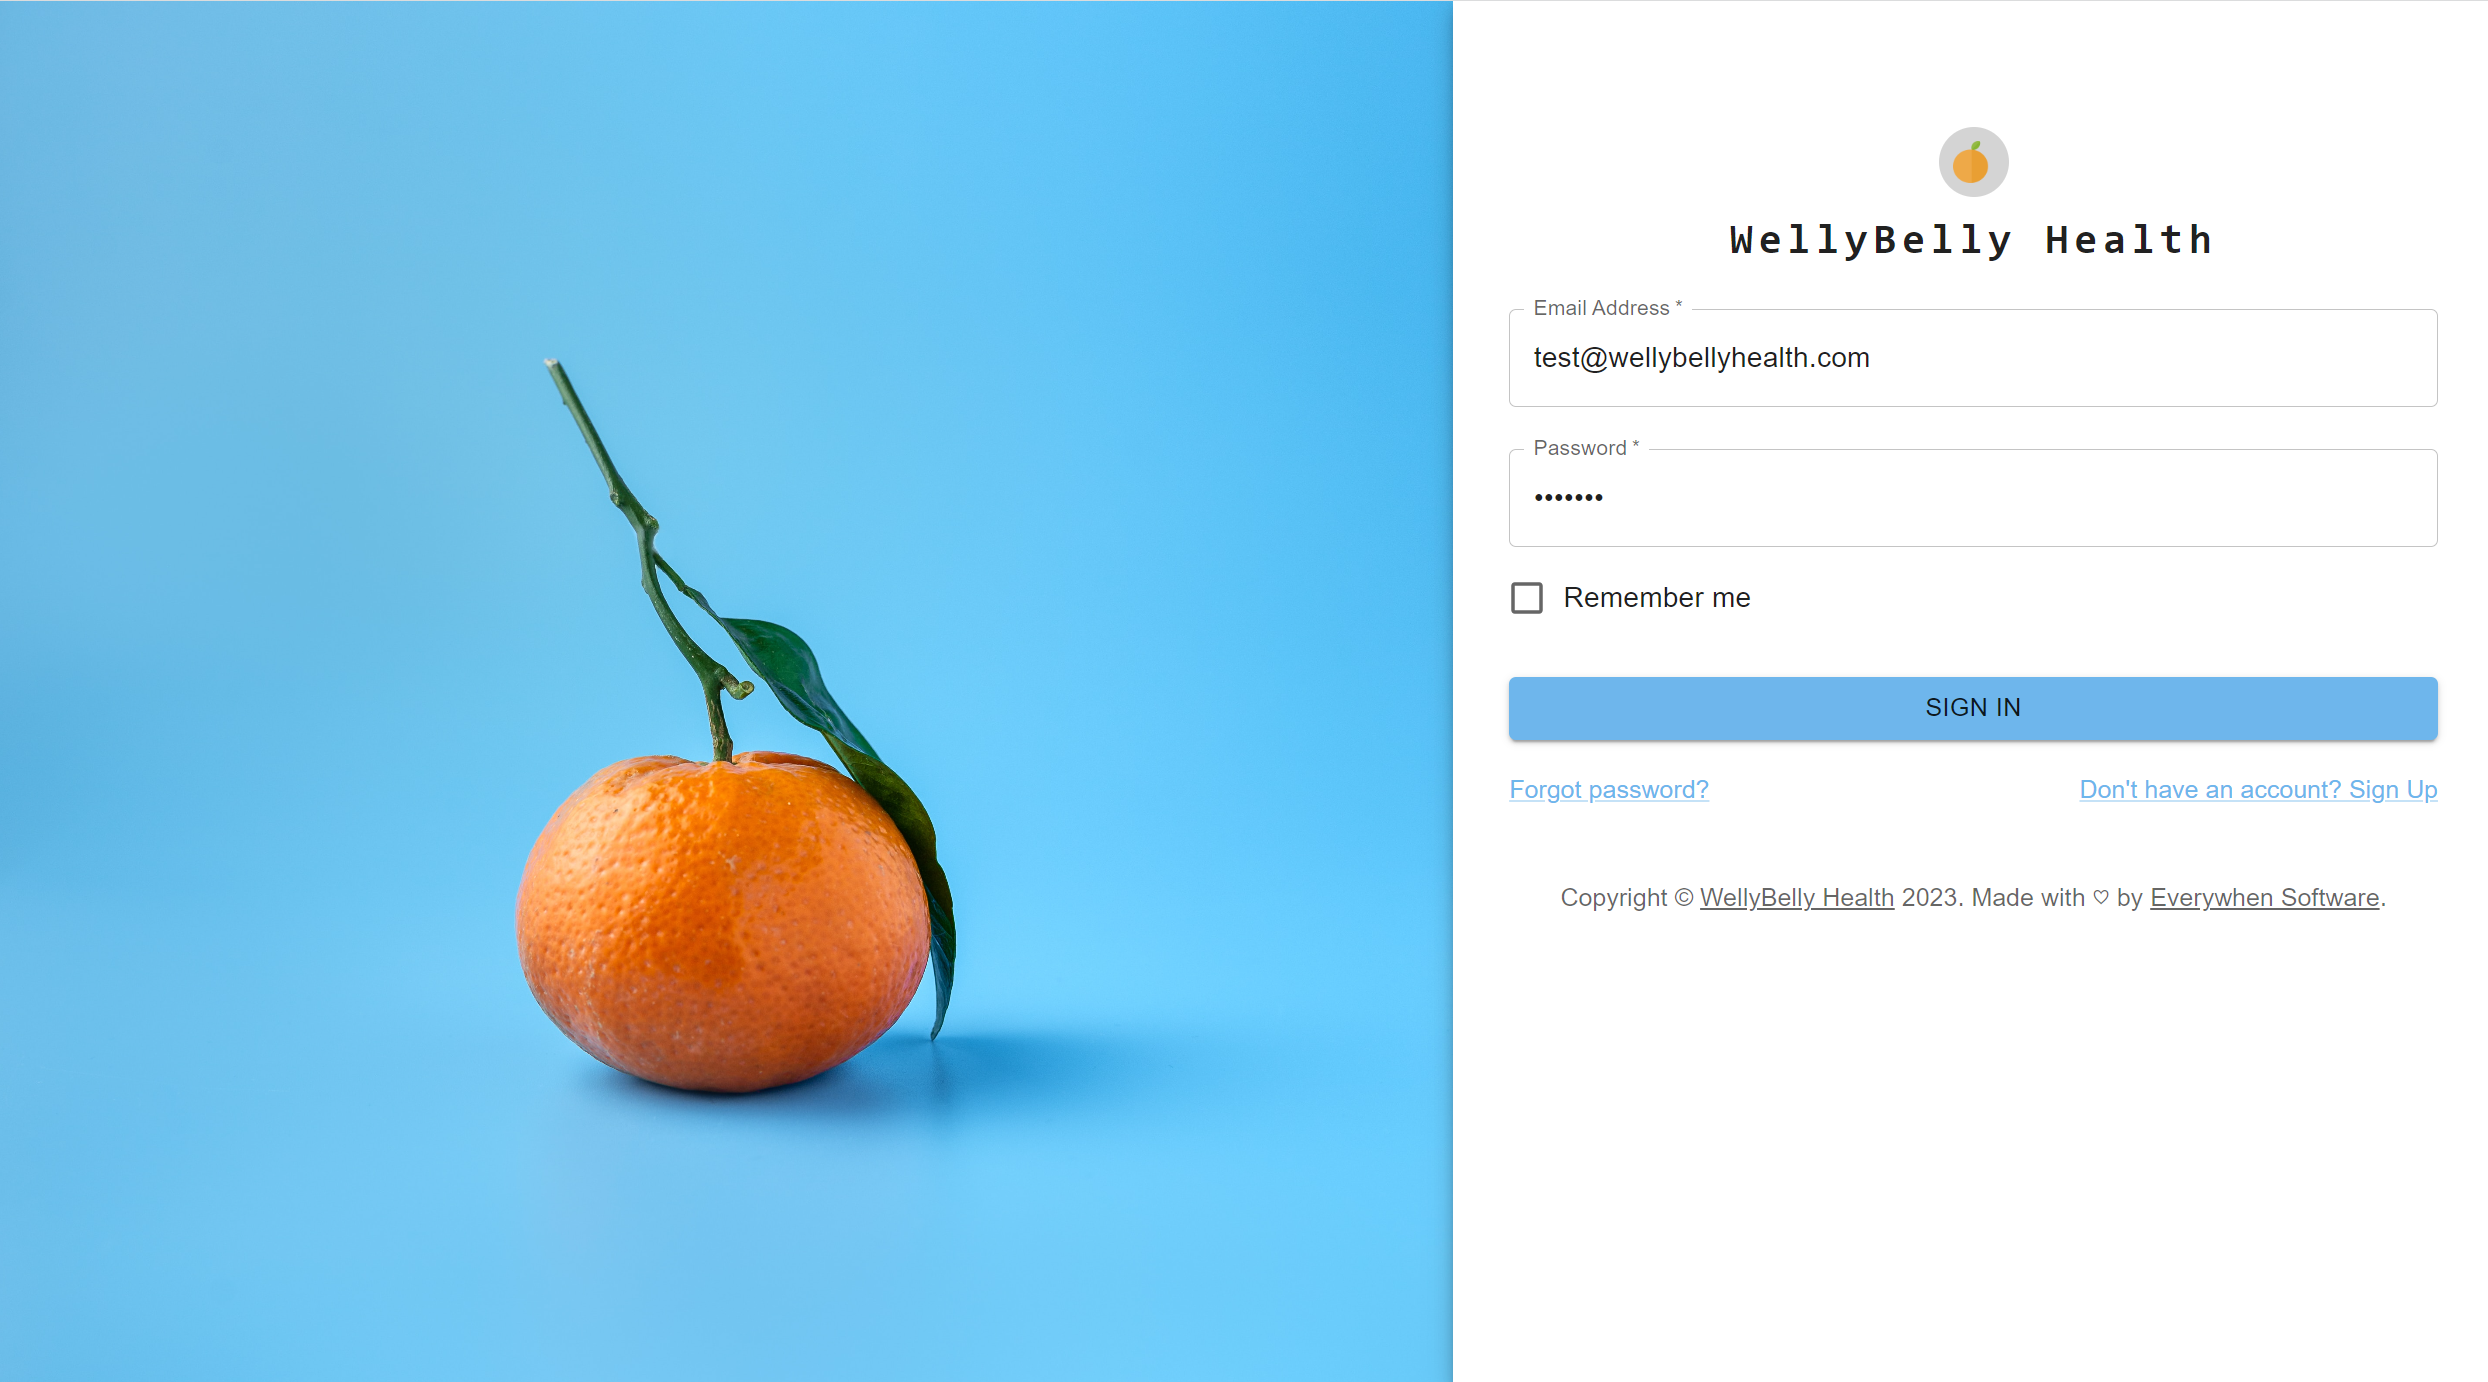 WellyBelly Health
Email Address *
test@wellybellyhealth.com
Password *
•••••••
Remember me
SIGN IN
Forgot password? Don't have an account? Sign Up
Copyright © WellyBelly Health 2023. Made with ♡ by Everywhen Software.